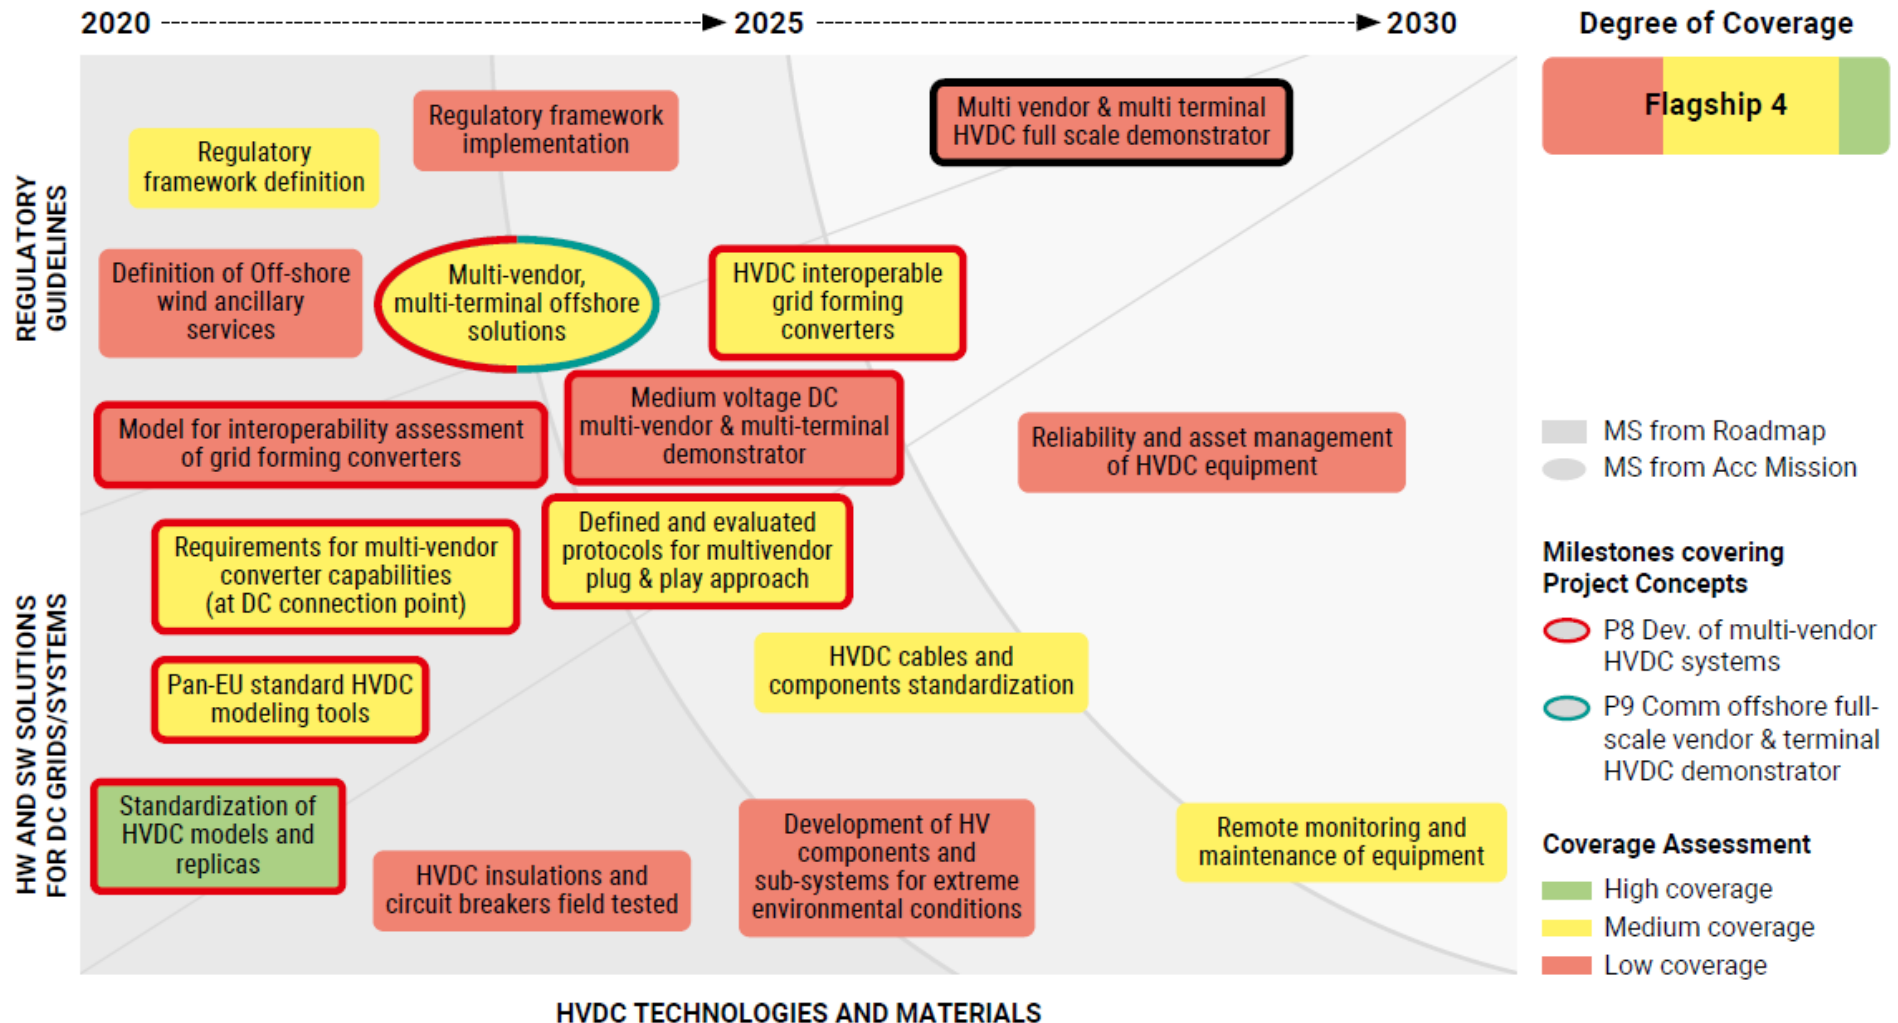 2020
2025
2030
Degree of Coverage
Flagship 4
REGULATORY
GUIDELINES
HW AND SW SOLUTIONS
FOR DC GRIDS/SYSTEMS
Regulatory
framework definition
Regulatory framework
implementation
Multi vendor & multi terminal
HVDC full scale demonstrator
Definition of Off-shore
wind ancillary
services
Multi-vendor,
multi-terminal offshore
solutions
HVDC interoperable
grid forming
converters
Model for interoperability assessment
of grid forming converters
Medium voltage DC
multi-vendor & multi-terminal
demonstrator
Reliability and asset management
of HVDC equipment
Requirements for multi-vendor
converter capabilities
(at DC connection point)
Defined and evaluated
protocols for multivendor
plug & play approach
Pan-EU standard HVDC
modeling tools
HVDC cables and
components standardization
Standardization of
HVDC models and
replicas
HVDC insulations and
circuit breakers field tested
Development of HV
components and
sub-systems for extreme
environmental conditions
Remote monitoring and
maintenance of equipment
HVDC TECHNOLOGIES AND MATERIALS
MS from Roadmap
MS from Acc Mission
Milestones covering
Project Concepts
P8 Dev. of multi-vendor
HVDC systems
P9 Comm offshore full-
scale vendor & terminal
HVDC demonstrator
Coverage Assessment
High coverage
Medium coverage
Low coverage